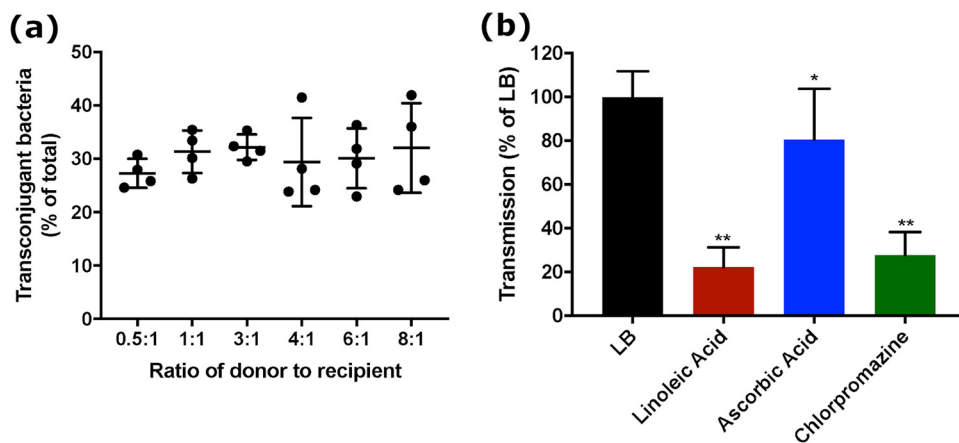 (a)
Transconjugant bacteria
(% of total)
50
40
30
20
10
0
0.5:1 1:1 3:1 4:1 6:1 8:1
Ratio of donor to recipient
(b)
Transmission (% of LB)
120
100
80
60
40
20
0
**
*
**
LB
Linoleic Acid
Ascorbic Acid
Chlorpromazine